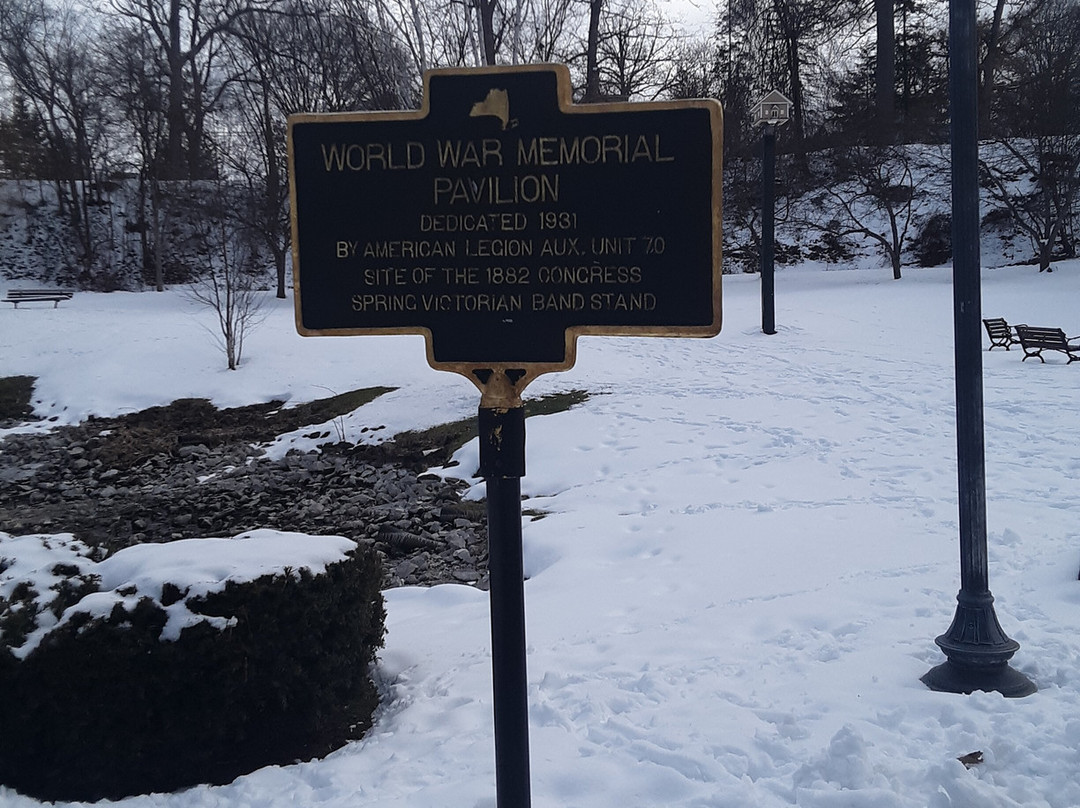 WORLD WAR MEMORIAL
PAVILION
DEDICATED 1931
BY AMERICAN LEGION AUX. UNIT 70
SITE OF THE 1882 CONGRESS
SPRING VICTORIAN BAND STAND